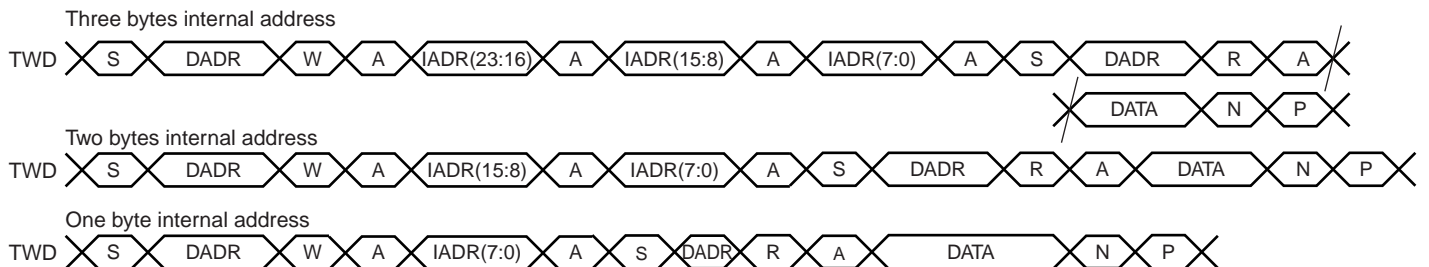 Three bytes internal address
TWD S DADR W A IADR(23:16) A IADR(15:8) A IADR(7:0) A S DADR R A
DATA N P
Two bytes internal address
TWD S DADR W A IADR(15:8) A IADR(7:0) A S DADR R A DATA N P
One byte internal address
TWD S DADR W A IADR(7:0) A S DADR R A DATA N P